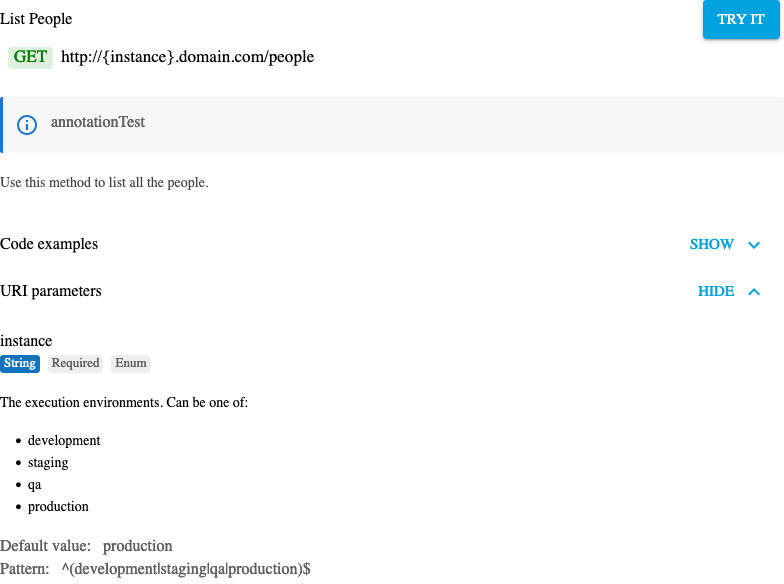 List People
TRY IT
GET http://{instance}.domain.com/people
annotationTest
Use this method to list all the people.
Code examples SHOW
URI parameters HIDE
instance
String Required Enum
The execution environments. Can be one of:
• development
• staging
• qa
• production
Default value: production
Pattern: ^(development|staging|qa|production)$